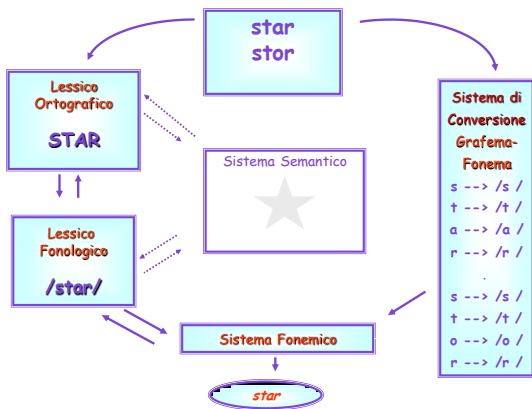 star
stor
Lessico
Ortografico
STAR
Sistema Semantico
Lessico
Fonologico
/star/
Sistema di
Conversione
Grafema-
Fonema
s --> /s /
t --> /t /
a --> /a /
r --> /r /
.
s --> /s /
t --> /t /
o --> /o /
r --> /r /
Sistema Fonemico
star